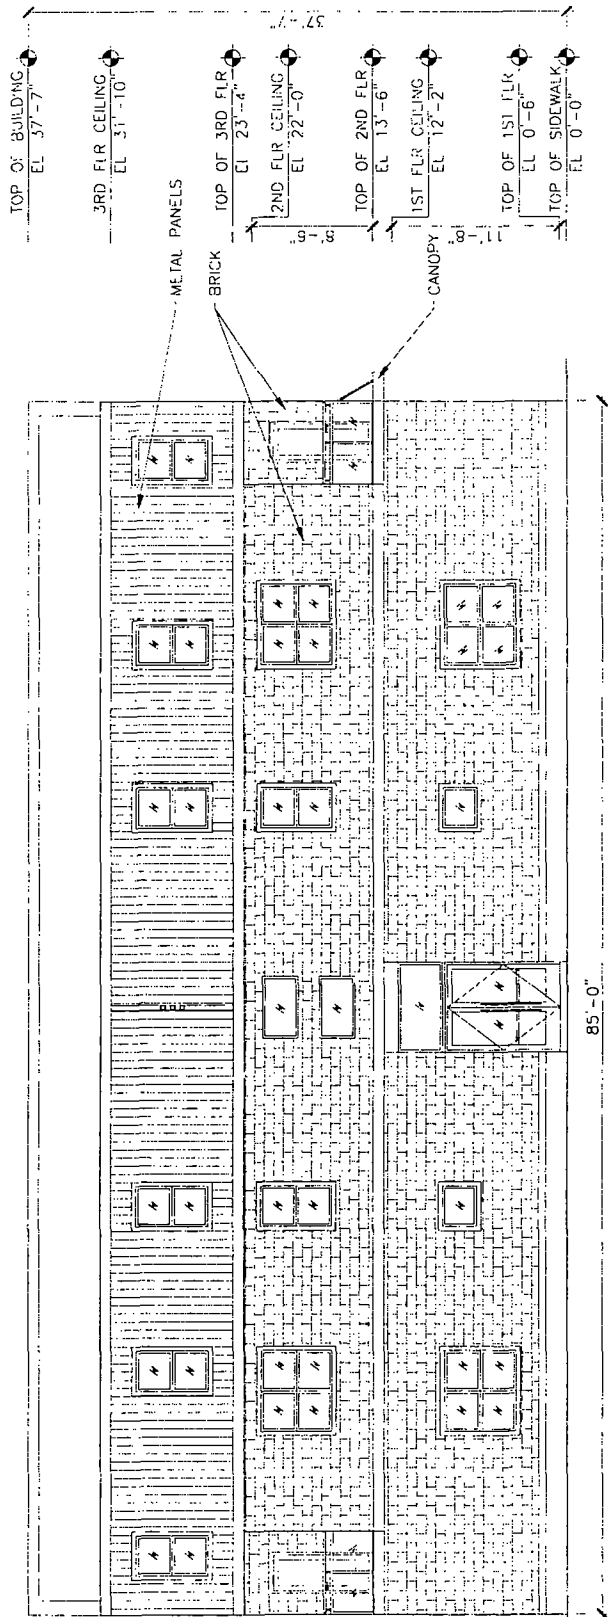 TOP OF BUILDING
EL 37'-7"
3RD FLR CEILING
EL 31'-10"
TOP OF 3RD FLR
EL 23'-4"
2ND FLR CEILING
EL 22'-0"
TOP OF 2ND FLR
EL 13'-6"
1ST FLR CEILING
EL 12'-2"
TOP OF 1ST FLR
EL 0'-6"
TOP OF SIDEWALK
EL 0'-0"
37'-7"
8'-6"
11'-8"
METAL PANELS
BRICK
CANOPY
85'-0"